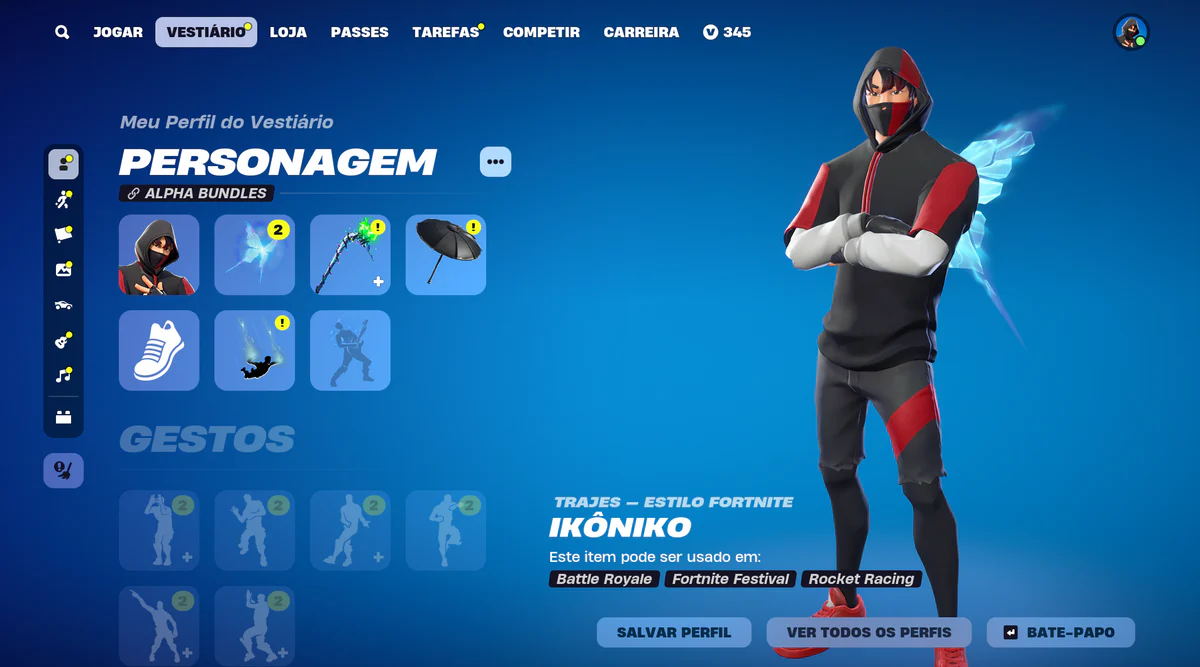 JOGAR VESTIÁRIO LOJA PASSES TAREFAS COMPETIR CARREIRA 345
Meu Perfil do Vestiário
PERSONAGEM
ALPHA BUNDLES
2 ! !
!
GESTOS
2 2 2 2
2 2
TRAJES — ESTILO FORTNITE
IKÔNIKO
Este item pode ser usado em:
Battle Royale Fortnite Festival Rocket Racing
SALVAR PERFIL VER TODOS OS PERFIS BATE-PAPO